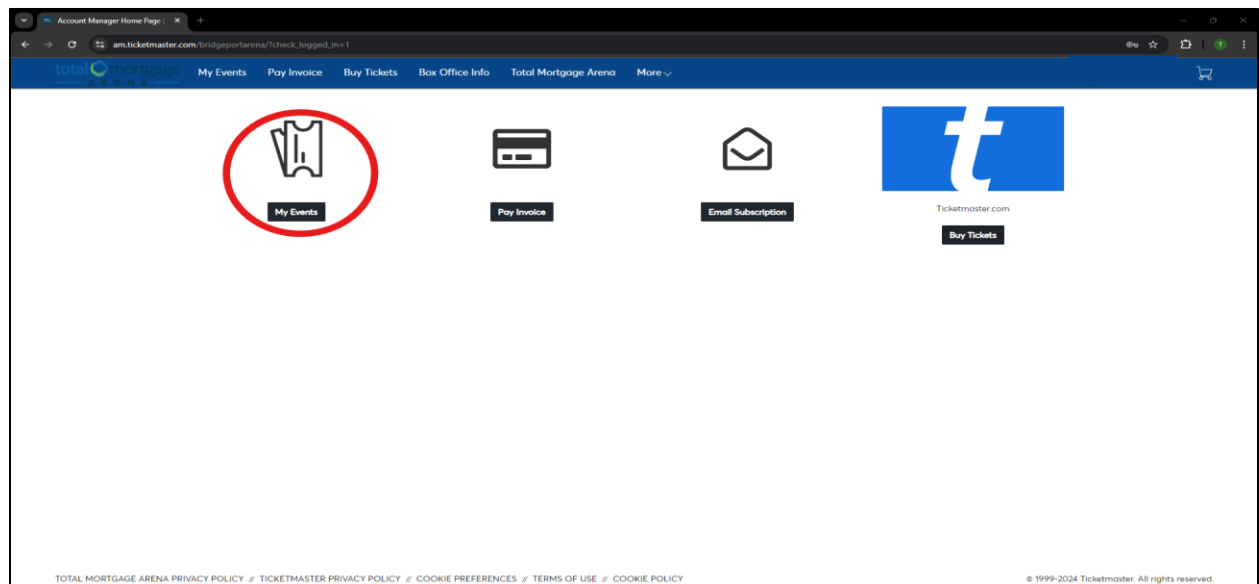 Account Manager Home Page |
am.ticketmaster.com/bridgeportarena/?check_logged_in=1
total mortgage
ARENA
My Events Pay Invoice Buy Tickets Box Office Info Total Mortgage Arena More
t
My Events
Pay Invoice
Email Subscription
Ticketmaster.com
Buy Tickets
TOTAL MORTGAGE ARENA PRIVACY POLICY // TICKETMASTER PRIVACY POLICY // COOKIE PREFERENCES // TERMS OF USE // COOKIE POLICY
© 1999-2024 Ticketmaster. All rights reserved.